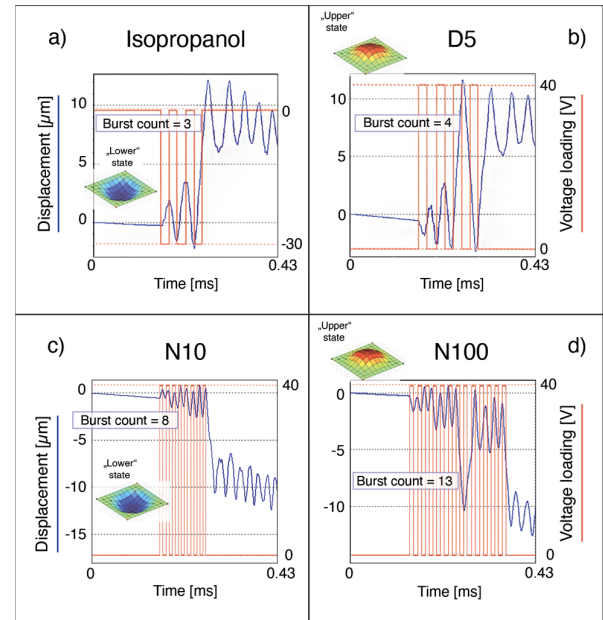 a)
Isopropanol
Displacement [µm]
10
5
0
0
-30
Burst count = 3
„Lower“
state
0
0.43
Time [ms]
„Upper“
state
D5
b)
10
5
0
40
0
Burst count = 4
Voltage loading [V]
0
0.43
Time [ms]
c)
N10
Displacement [µm]
0
-5
-10
-15
40
0
Burst count = 8
„Lower“
state
0
0.43
Time [ms]
„Upper“
state
N100
d)
0
-5
-10
40
0
Burst count = 13
Voltage loading [V]
0
0.43
Time [ms]